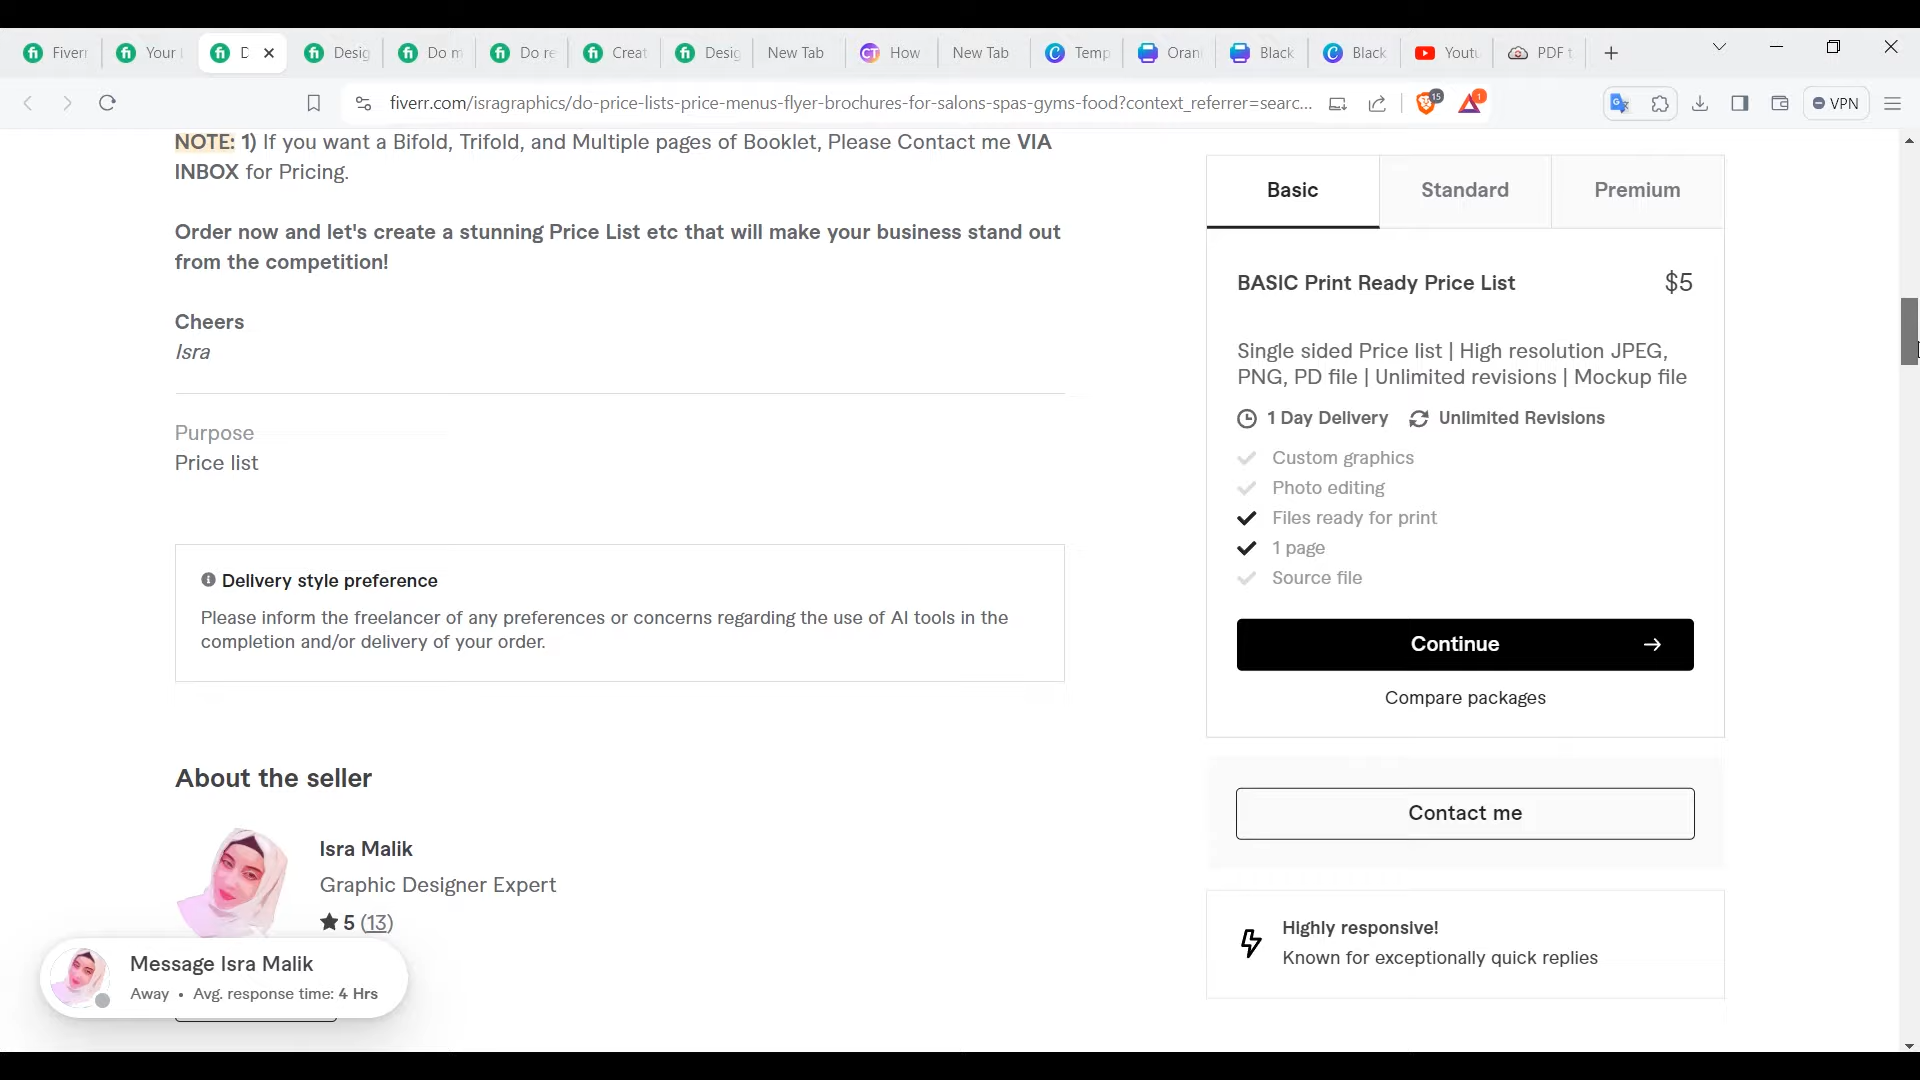 Fiverr
Your
D
Desig
Do m
Do re
Creat
Desig
New Tab
How
New Tab
Temp
Oran
Black
Black
Youtu
PDF t
fiverr.com/isragraphics/do-price-lists-price-menus-flyer-brochures-for-salons-spas-gyms-food?context_referrer=searc...
15
1
VPN
NOTE: 1) If you want a Bifold, Trifold, and Multiple pages of Booklet, Please Contact me VIA
INBOX for Pricing.
Order now and let's create a stunning Price List etc that will make your business stand out
from the competition!
Cheers
Isra
Purpose
Price list
Delivery style preference
Please inform the freelancer of any preferences or concerns regarding the use of AI tools in the
completion and/or delivery of your order.
About the seller
Isra Malik
Graphic Designer Expert
5 (13)
Message Isra Malik
Away • Avg. response time: 4 Hrs
Basic
Standard
Premium
BASIC Print Ready Price List
$5
Single sided Price list | High resolution JPEG,
PNG, PD file | Unlimited revisions | Mockup file
1 Day Delivery
Unlimited Revisions
Custom graphics
Photo editing
Files ready for print
1 page
Source file
Continue
Compare packages
Contact me
Highly responsive!
Known for exceptionally quick replies